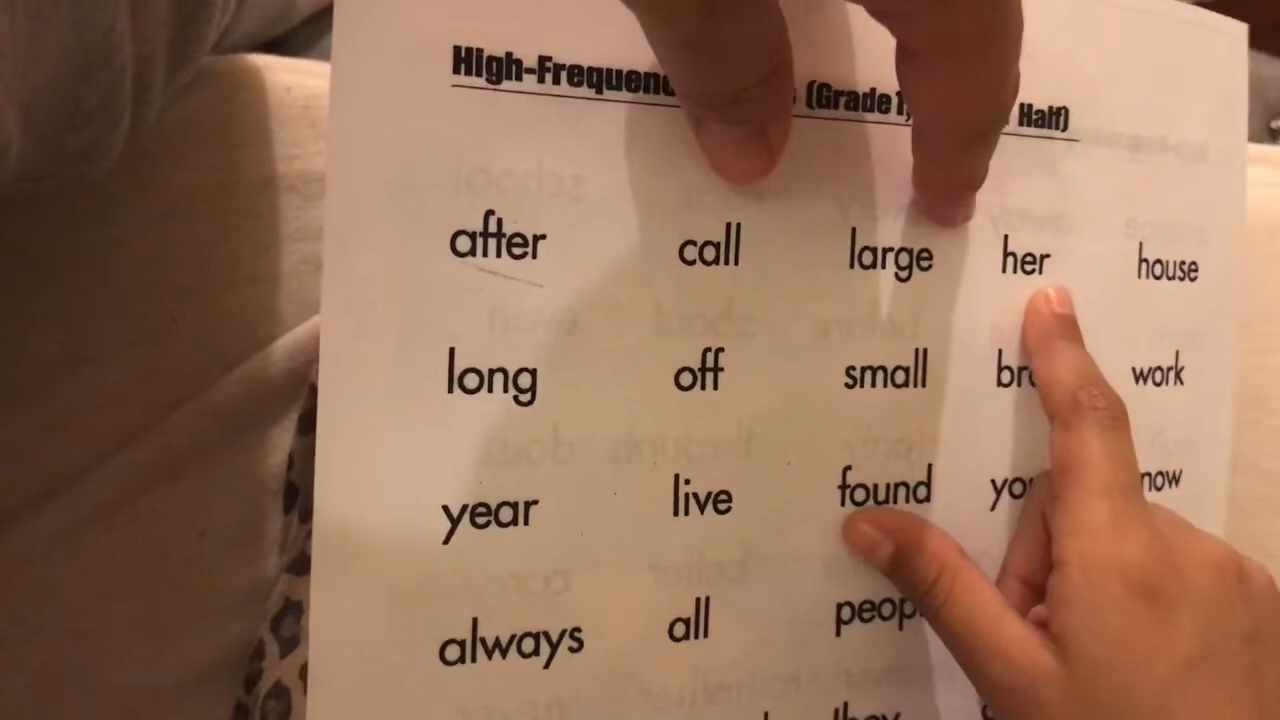 High-Frequen (Grade 1, Half)
after call large her house
long off small work
year live found now
always all
they